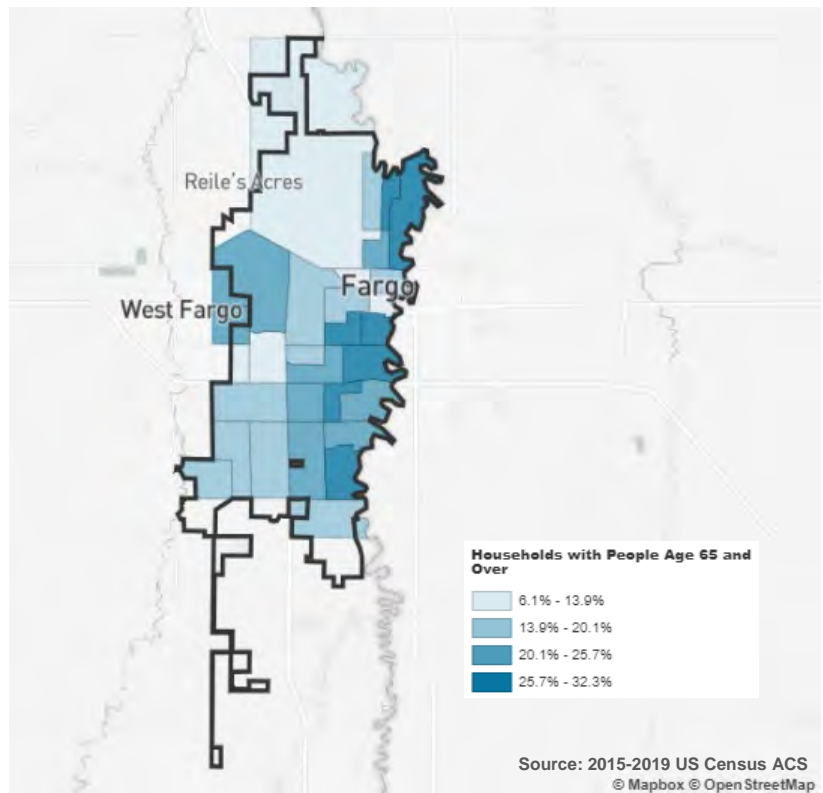 Reile's Acres
Fargo
West Fargo
Households with People Age 65 and
Over
6.1% - 13.9%
13.9% - 20.1%
20.1% - 25.7%
25.7% - 32.3%
Source: 2015-2019 US Census ACS
© Mapbox © OpenStreetMap